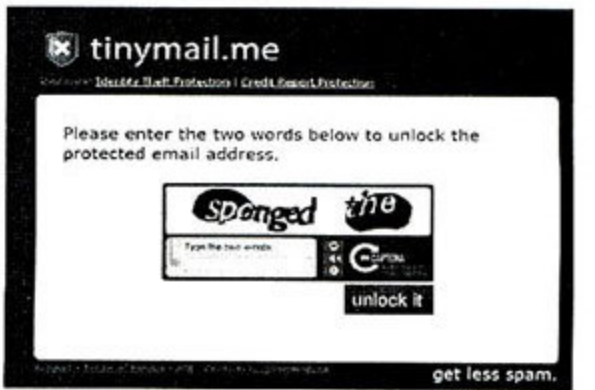 tinymail.me
Identity Theft Protection | Credit Report Protection
Please enter the two words below to unlock the
protected email address.
sponged the
Type the two words
CAPTCHA
unlock it
get less spam.